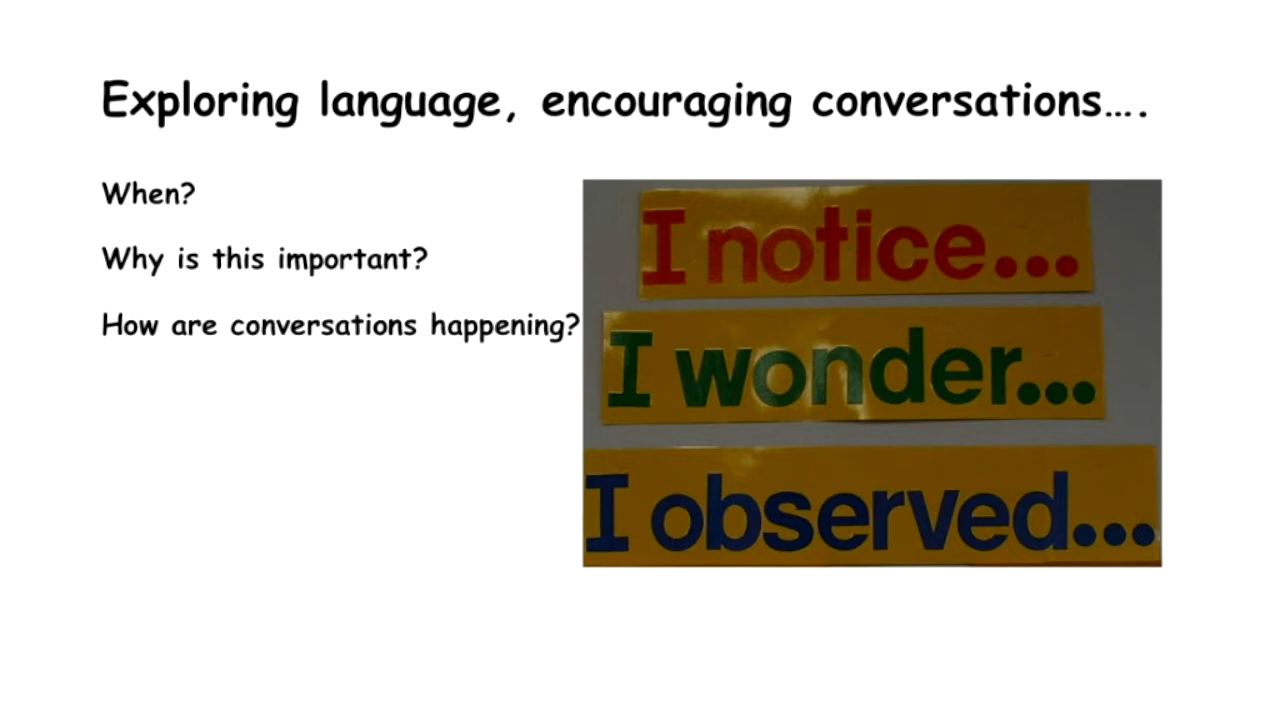 Exploring language, encouraging conversations....
When?
Why is this important?
How are conversations happening?
I notice...
I wonder...
I observed...